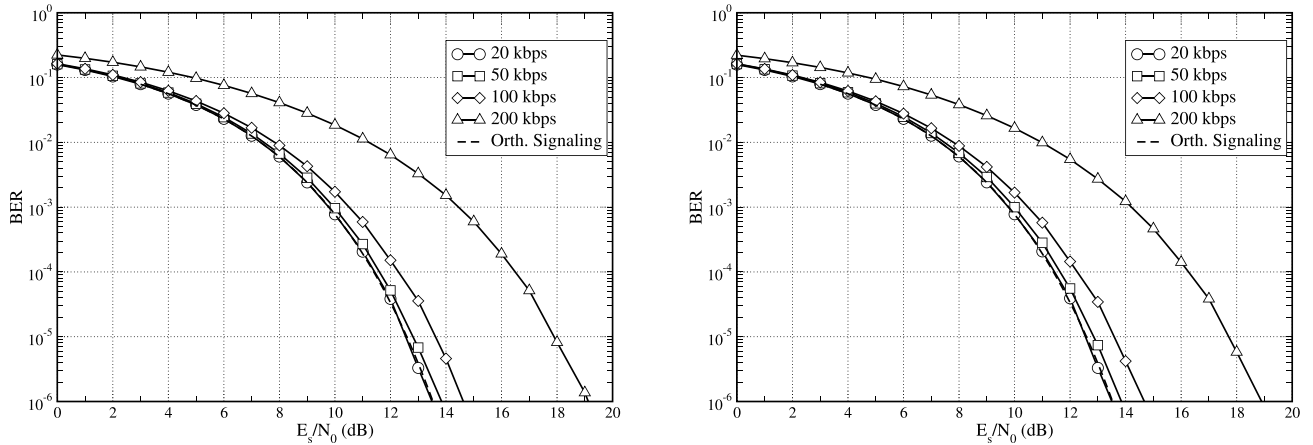 10^0
10^-1
10^-2
10^-3
10^-4
10^-5
10^-6
BER
20 kbps
50 kbps
100 kbps
200 kbps
Orth. Signaling
0 2 4 6 8 10 12 14 16 18 20
E_s/N_0 (dB)
10^0
10^-1
10^-2
10^-3
10^-4
10^-5
10^-6
BER
20 kbps
50 kbps
100 kbps
200 kbps
Orth. Signaling
0 2 4 6 8 10 12 14 16 18 20
E_s/N_0 (dB)